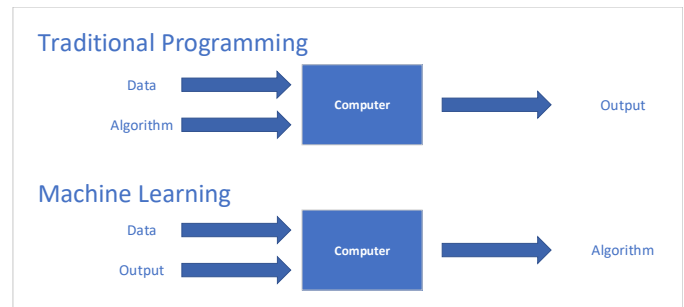 Traditional Programming
Data
Algorithm
Computer
Output
Machine Learning
Data
Output
Computer
Algorithm